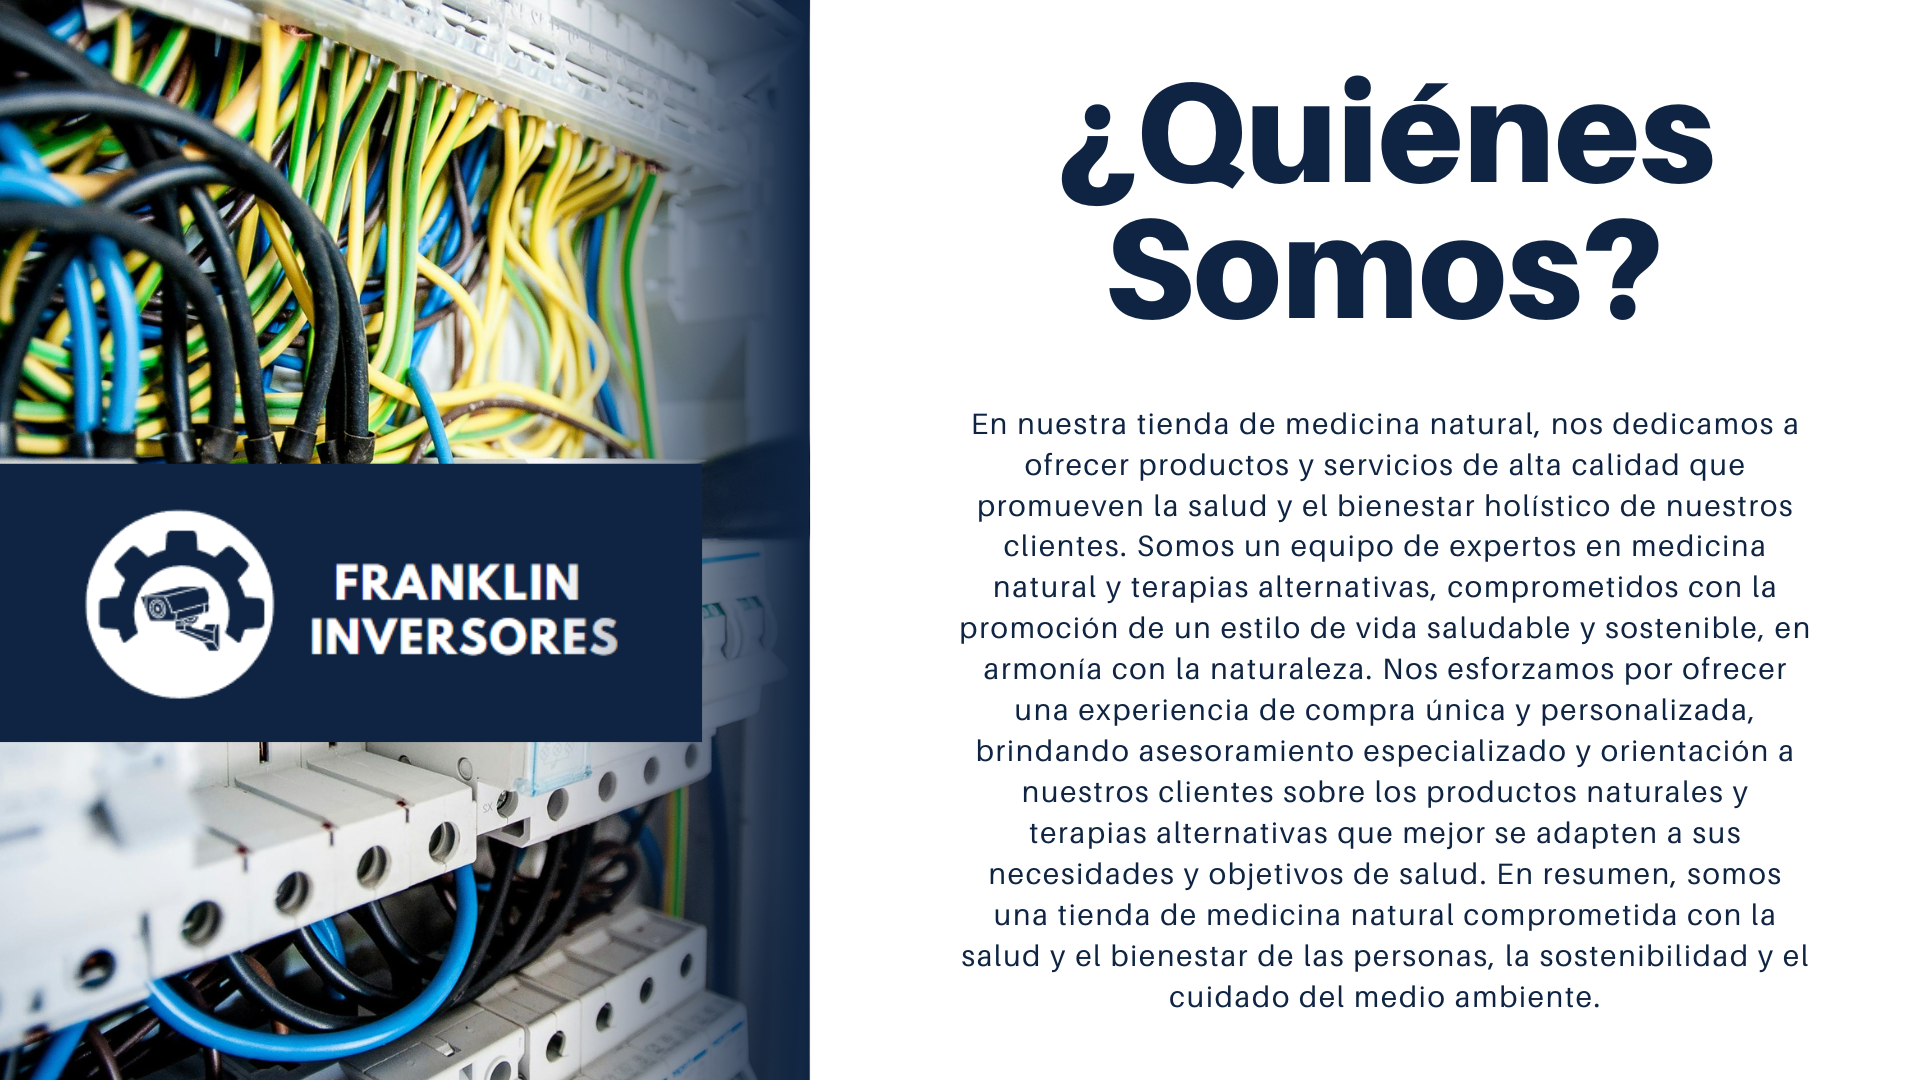 FRANKLIN
INVERSORES
¿Quiénes
Somos?
En nuestra tienda de medicina natural, nos dedicamos a
ofrecer productos y servicios de alta calidad que
promueven la salud y el bienestar holístico de nuestros
clientes. Somos un equipo de expertos en medicina
natural y terapias alternativas, comprometidos con la
promoción de un estilo de vida saludable y sostenible, en
armonía con la naturaleza. Nos esforzamos por ofrecer
una experiencia de compra única y personalizada,
brindando asesoramiento especializado y orientación a
nuestros clientes sobre los productos naturales y
terapias alternativas que mejor se adapten a sus
necesidades y objetivos de salud. En resumen, somos
una tienda de medicina natural comprometida con la
salud y el bienestar de las personas, la sostenibilidad y el
cuidado del medio ambiente.